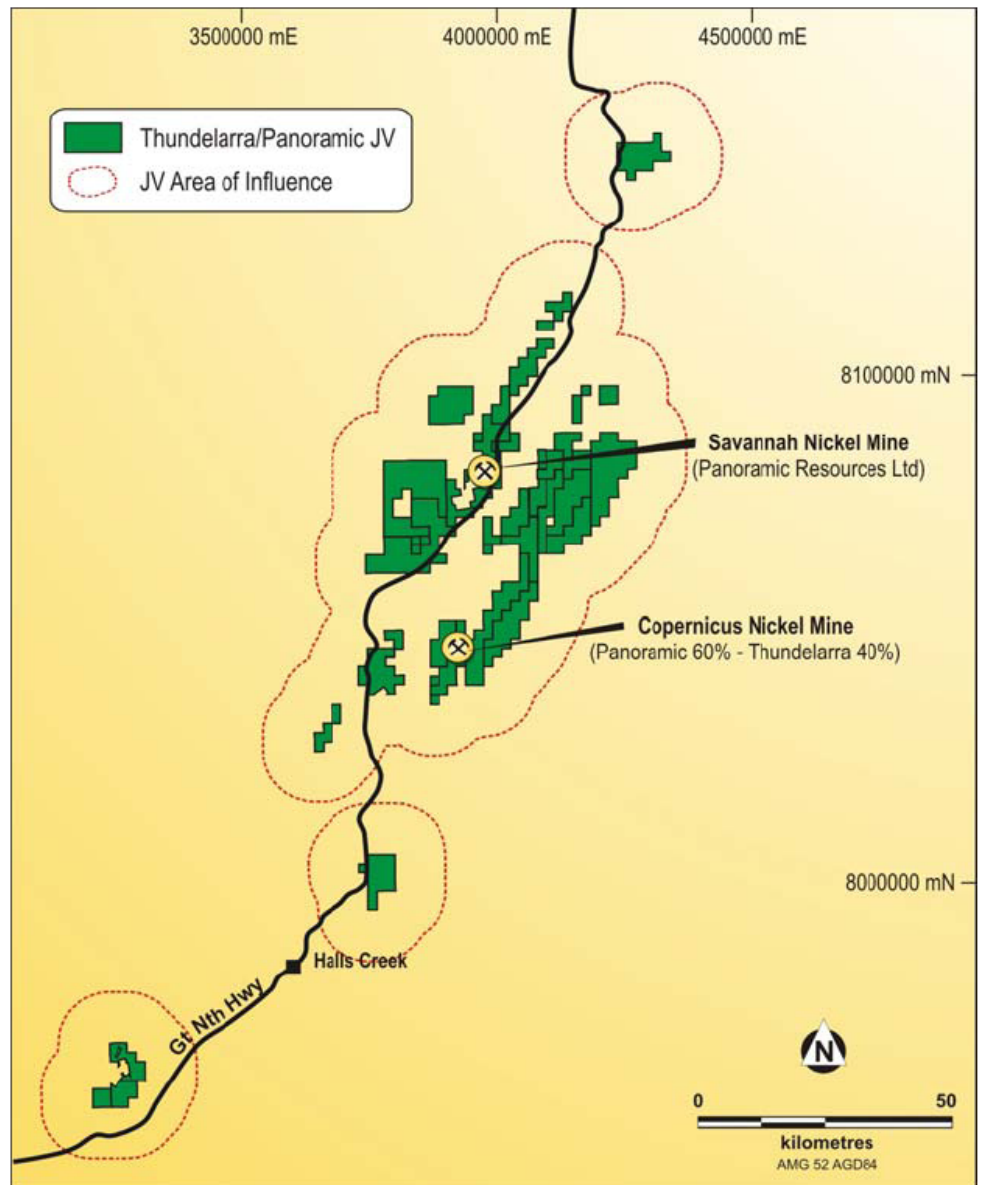 3500000 mE
4000000 mE
4500000 mE
Thundelarra/Panoramic JV
JV Area of Influence
8100000 mN
Savannah Nickel Mine
(Panoramic Resources Ltd)
Copernicus Nickel Mine
(Panoramic 60% - Thundelarra 40%)
8000000 mN
Halls Creek
Gt Nth Hwy
N
0
50
kilometres
AMG 52 AGD84